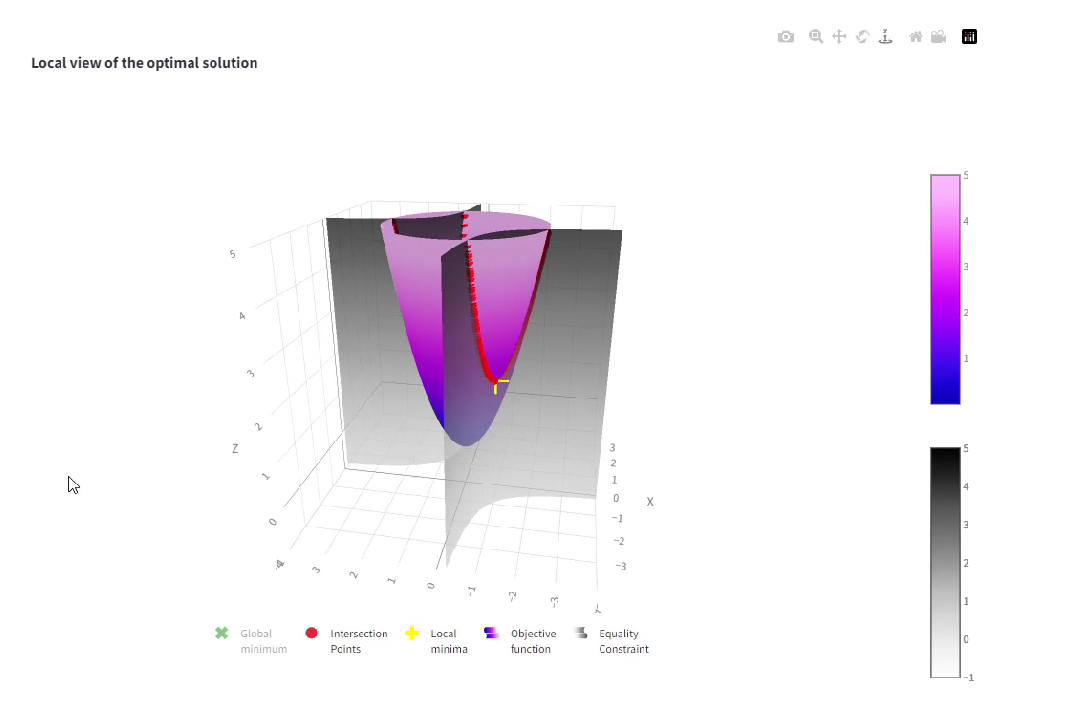 Local view of the optimal solution
5
4
3
2
1
0
Z
3
2
1
0
−1
−2
−3
X
4
3
2
1
0
−1
−2
−3
Global
minimum
Intersection
Points
Local
minima
Objective
function
Equality
Constraint
5
4
3
2
1
5
4
3
2
1
0
−1